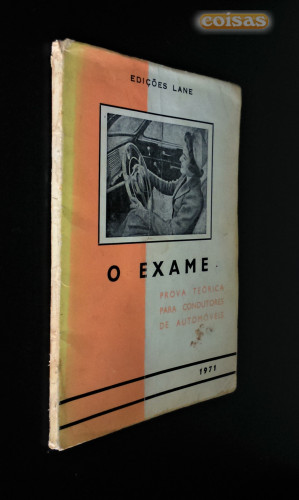 coisas
EDIÇÕES LANE
O EXAME
PROVA TEÓRICA
PARA CONDUTORES
DE AUTOMÓVEIS
1971